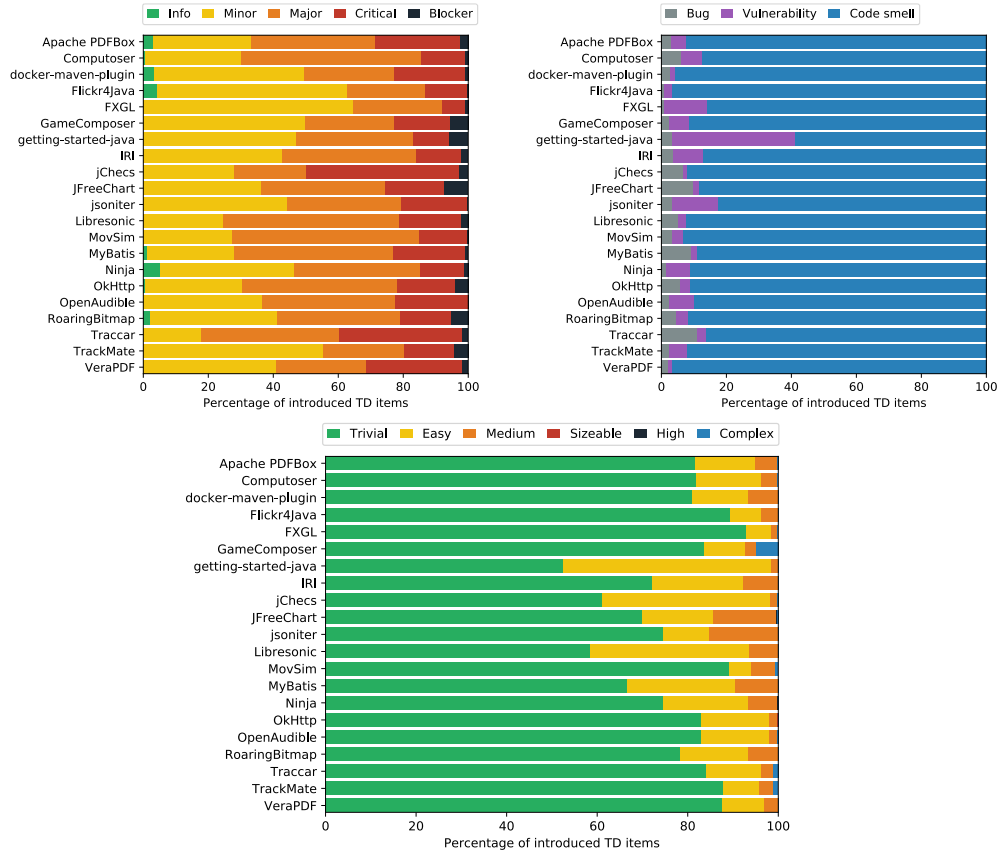 Info Minor Major Critical Blocker
Apache PDFBox
Computoser
docker-maven-plugin
Flickr4Java
FXGL
GameComposer
getting-started-java
IRI
jChecs
JFreeChart
jsoniter
Libresonic
MovSim
MyBatis
Ninja
OkHttp
OpenAudible
RoaringBitmap
Traccar
TrackMate
VeraPDF
0 20 40 60 80 100
Percentage of introduced TD items
Bug Vulnerability Code smell
Apache PDFBox
Computoser
docker-maven-plugin
Flickr4Java
FXGL
GameComposer
getting-started-java
IRI
jChecs
JFreeChart
jsoniter
Libresonic
MovSim
MyBatis
Ninja
OkHttp
OpenAudible
RoaringBitmap
Traccar
TrackMate
VeraPDF
0 20 40 60 80 100
Percentage of introduced TD items
Trivial Easy Medium Sizeable High Complex
Apache PDFBox
Computoser
docker-maven-plugin
Flickr4Java
FXGL
GameComposer
getting-started-java
IRI
jChecs
JFreeChart
jsoniter
Libresonic
MovSim
MyBatis
Ninja
OkHttp
OpenAudible
RoaringBitmap
Traccar
TrackMate
VeraPDF
0 20 40 60 80 100
Percentage of introduced TD items